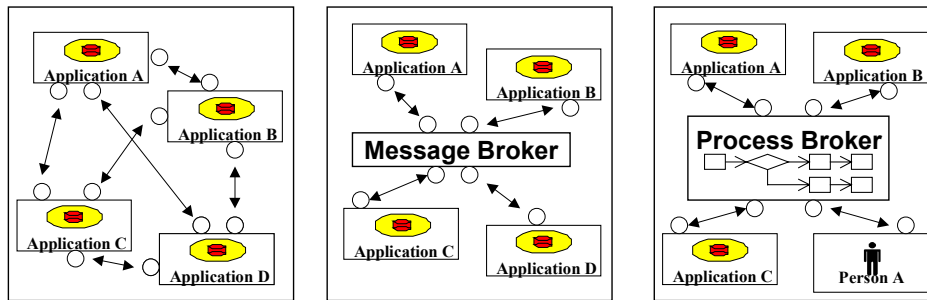 Application A
Application B
Application C
Application D
Application A
Application B
Message Broker
Application C
Application D
Application A
Application B
Process Broker
Application C
Person A